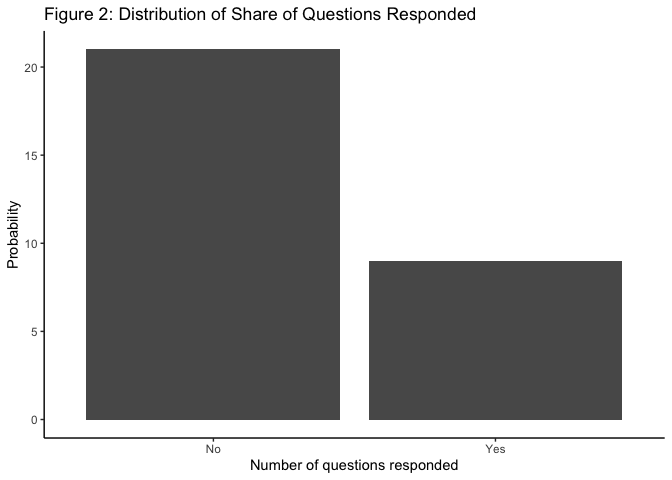 Figure 2: Distribution of Share of Questions Responded
20
15
10
5
0
Probability
No
Yes
Number of questions responded